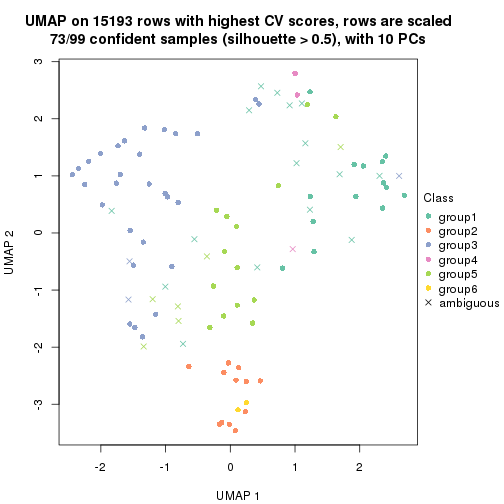 UMAP on 15193 rows with highest CV scores, rows are scaled
73/99 confident samples (silhouette > 0.5), with 10 PCs
3
2
1
0
-1
-2
-3
UMAP 2
-2
-1
0
1
2
UMAP 1
Class
group1
group2
group3
group4
group5
group6
ambiguous